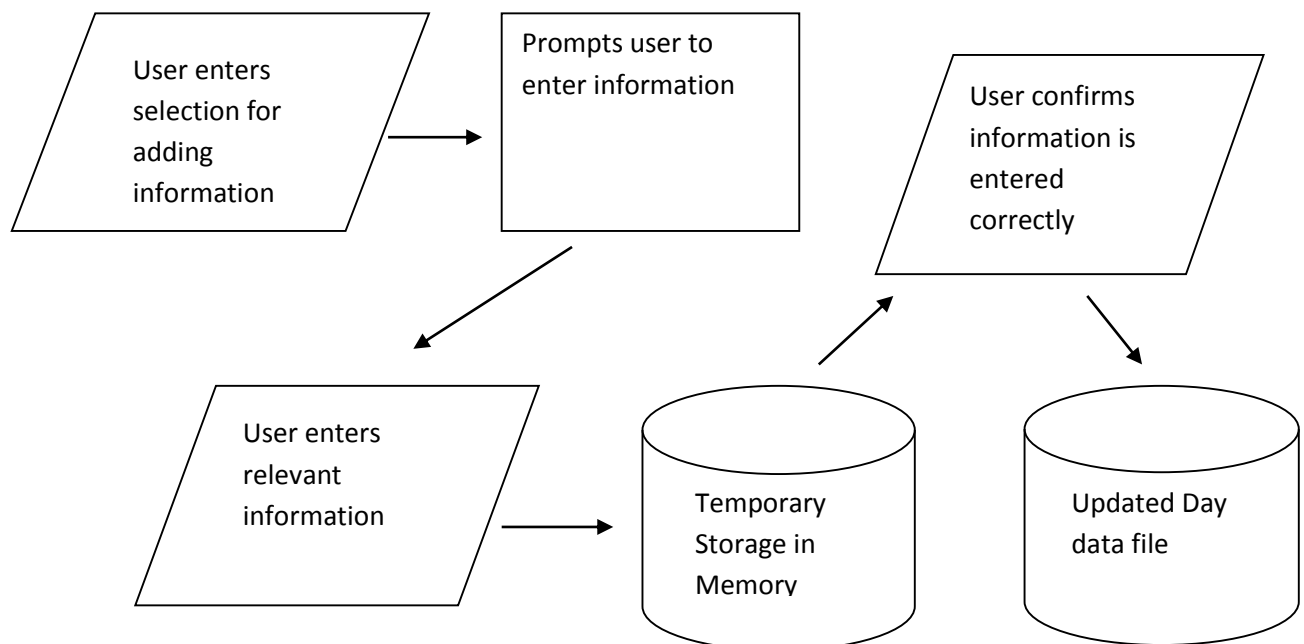 User enters
selection for
adding
information
Prompts user to
enter information
User enters
relevant
information
Temporary
Storage in
Memory
User confirms
information is
entered
correctly
Updated Day
data file